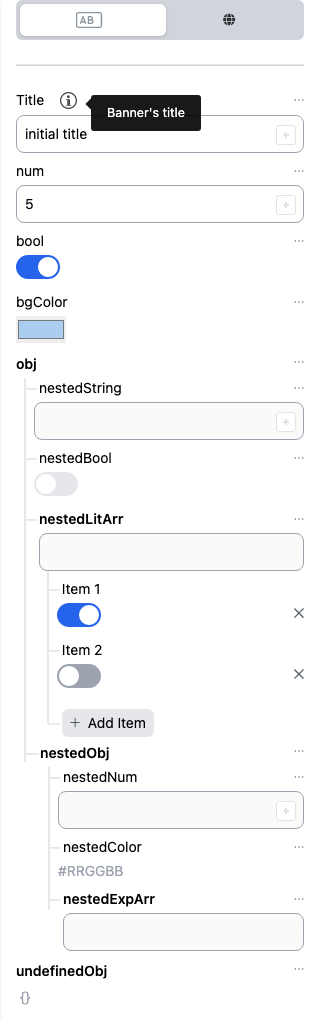 AB
Title
Banner's title
initial title
num
5
bool
bgColor
obj
nestedString
nestedBool
nestedLitArr
Item 1
Item 2
+ Add Item
nestedObj
nestedNum
nestedColor
#RRGGBB
nestedExpArr
undefinedObj
{}